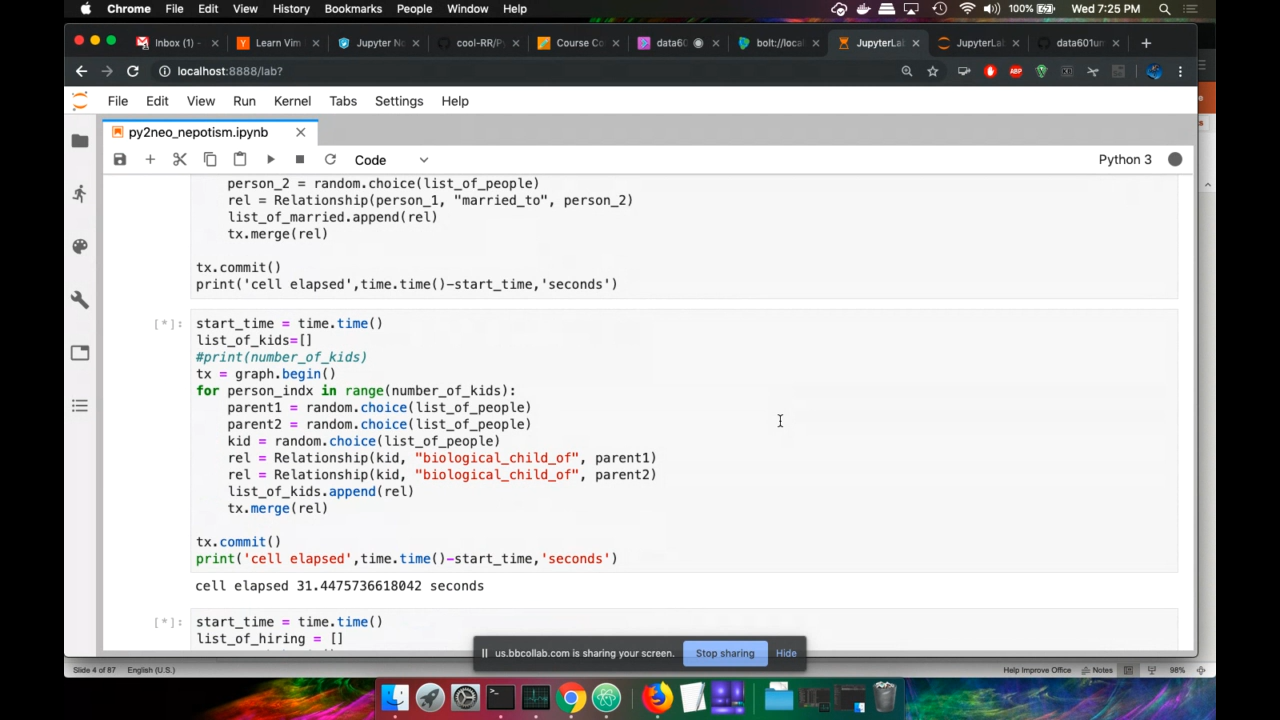 Chrome File Edit View History Bookmarks People Window Help 100% Wed 7:25 PM
Inbox (1) - Learn Vim Jupyter No cool-RR/Py Course Co data60 bolt://local JupyterLa JupyterLa data601un
localhost:8888/lab?
File Edit View Run Kernel Tabs Settings Help
py2neo_nepotism.ipynb
Code Python 3
person_2 = random.choice(list_of_people)
rel = Relationship(person_1, "married_to", person_2)
list_of_married.append(rel)
tx.merge(rel)
tx.commit()
print('cell elapsed',time.time()-start_time,'seconds')
[*]: start_time = time.time()
list_of_kids=[]
#print(number_of_kids)
tx = graph.begin()
for person_indx in range(number_of_kids):
parent1 = random.choice(list_of_people)
parent2 = random.choice(list_of_people)
kid = random.choice(list_of_people)
rel = Relationship(kid, "biological_child_of", parent1)
rel = Relationship(kid, "biological_child_of", parent2)
list_of_kids.append(rel)
tx.merge(rel)
tx.commit()
print('cell elapsed',time.time()-start_time,'seconds')
cell elapsed 31.4475736618042 seconds
[*]: start_time = time.time()
list_of_hiring = []
us.bbcollab.com is sharing your screen. Stop sharing Hide
Slide 4 of 87 English (U.S.) Help Improve Office Notes 98%